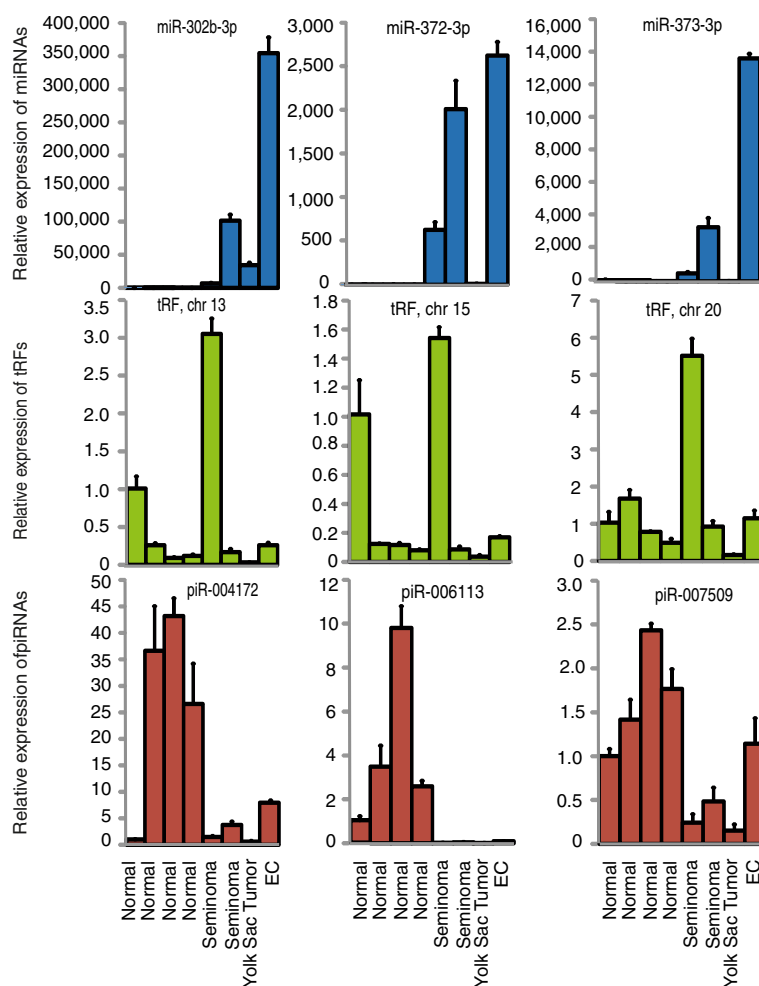 Relative expression of miRNAs
miR-302b-3p
400,000
350,000
300,000
250,000
200,000
150,000
100,000
50,000
0
miR-372-3p
3,000
2,500
2,000
1,500
1,000
500
0
miR-373-3p
16,000
14,000
12,000
10,000
8,000
6,000
4,000
2,000
0
Relative expression of tRFs
tRF, chr 13
3.5
3.0
2.5
2.0
1.5
1.0
0.5
0
tRF, chr 15
1.8
1.6
1.4
1.2
1.0
0.8
0.6
0.4
0.2
0
tRF, chr 20
7
6
5
4
3
2
1
0
Relative expression ofpiRNAs
piR-004172
50
45
40
35
30
25
20
15
10
5
0
piR-006113
12
10
8
6
4
2
0
piR-007509
3.0
2.5
2.0
1.5
1.0
0.5
0
Normal
Normal
Normal
Normal
Seminoma
Seminoma
Yolk Sac Tumor
EC
Normal
Normal
Normal
Normal
Seminoma
Seminoma
Yolk Sac Tumor
EC
Normal
Normal
Normal
Normal
Seminoma
Seminoma
Yolk Sac Tumor
EC